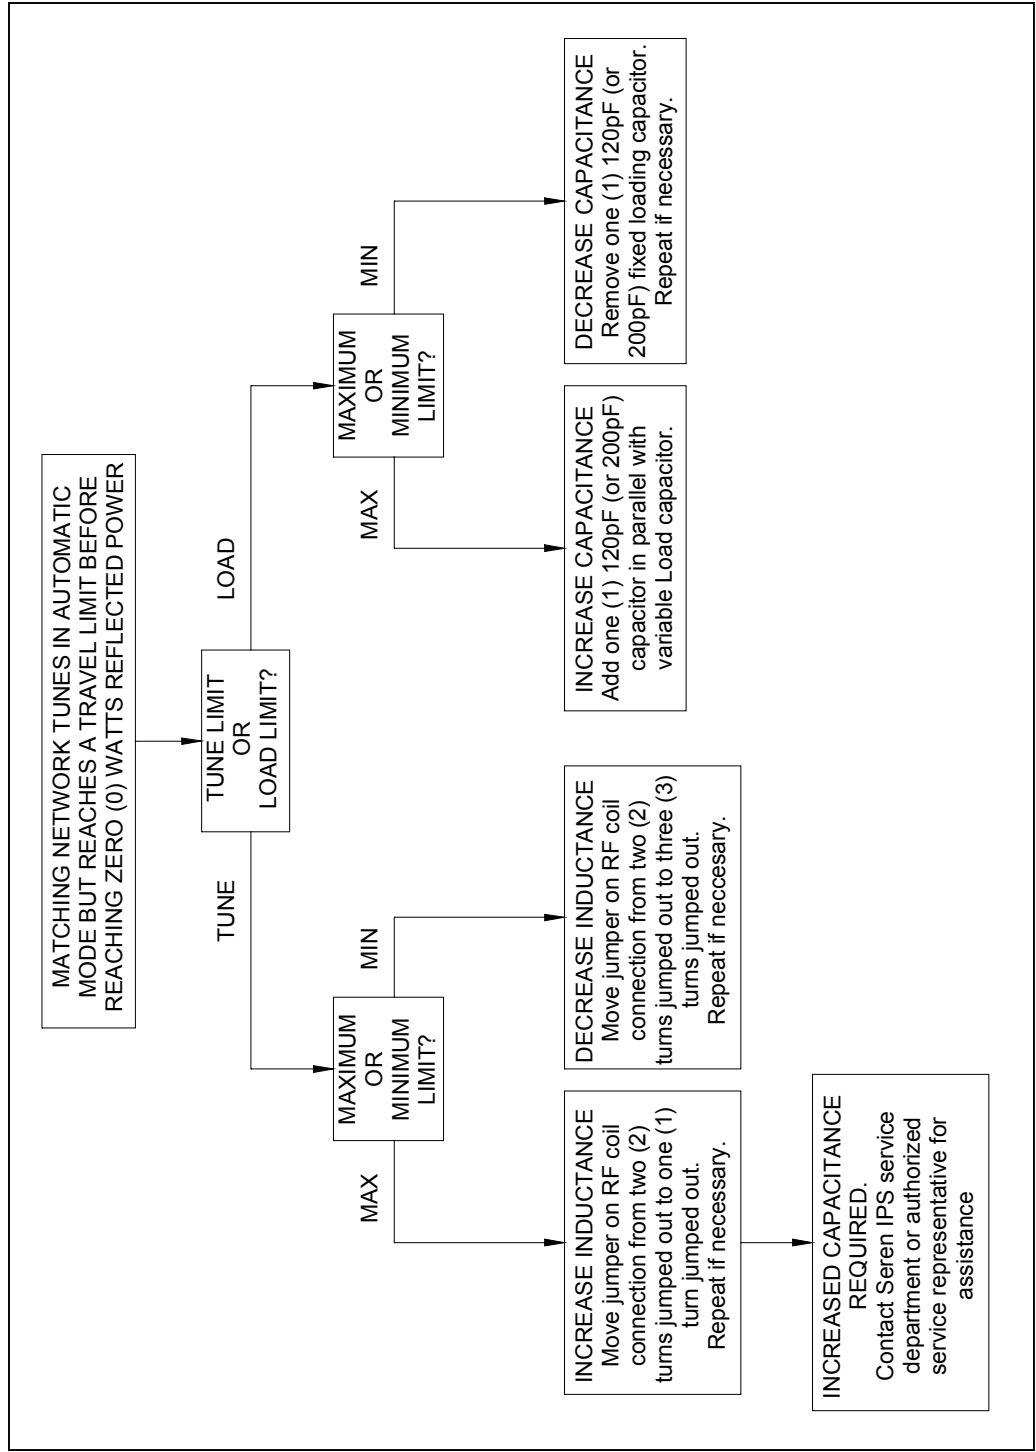 MATCHING NETWORK TUNES IN AUTOMATIC
MODE BUT REACHES A TRAVEL LIMIT BEFORE
REACHING ZERO (0) WATTS REFLECTED POWER
TUNE LIMIT
OR
LOAD LIMIT?
TUNE
LOAD
MAXIMUM
OR
MINIMUM
LIMIT?
MAX
MIN
MAXIMUM
OR
MINIMUM
LIMIT?
MAX
MIN
INCREASE INDUCTANCE
Move jumper on RF coil
connection from two (2)
turns jumped out to one (1)
turn jumped out.
Repeat if necessary.
DECREASE INDUCTANCE
Move jumper on RF coil
connection from two (2)
turns jumped out to three (3)
turns jumped out.
Repeat if neccesary.
INCREASE CAPACITANCE
Add one (1) 120pF (or 200pF)
capacitor in parallel with
variable Load capacitor.
DECREASE CAPACITANCE
Remove one (1) 120pF (or
200pF) fixed loading capacitor.
Repeat if necessary.
INCREASED CAPACITANCE
REQUIRED.
Contact Seren IPS service
department or authorized
service representative for
assistance